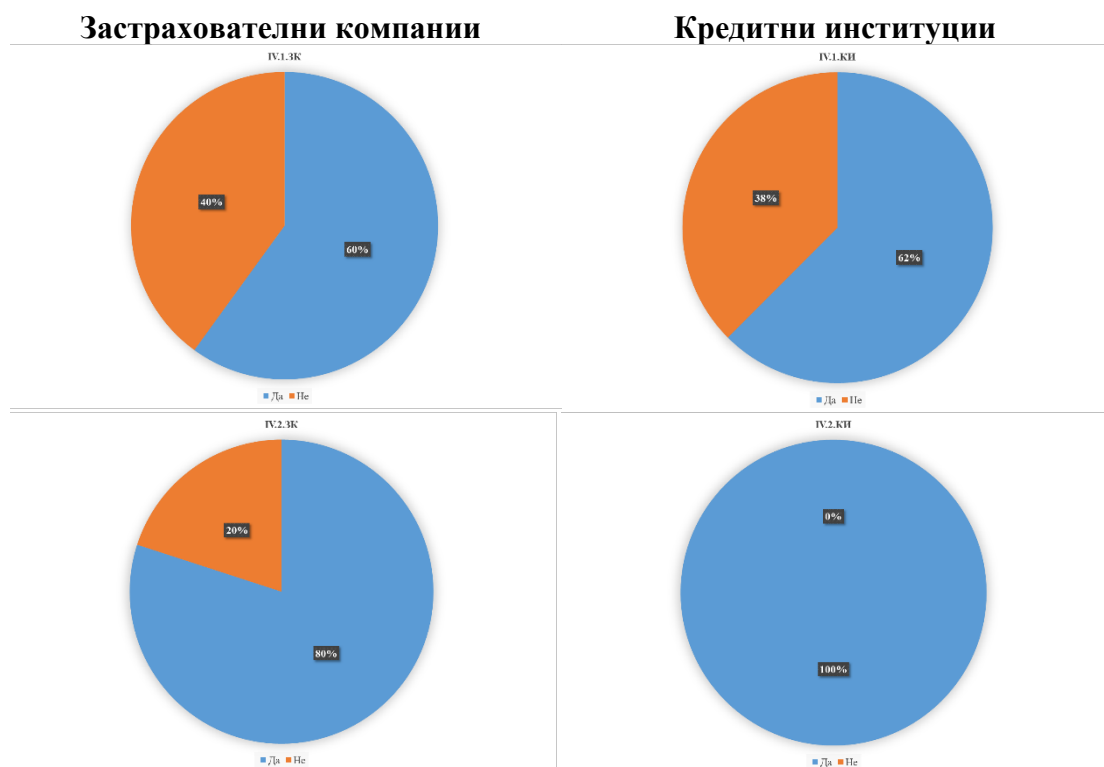 Застрахователни компании
Кредитни институции
IV.1.ЗК
40%
60%
Да Не
IV.1.КИ
38%
62%
Да Не
IV.2.ЗК
20%
80%
Да Не
IV.2.КИ
0%
100%
Да Не